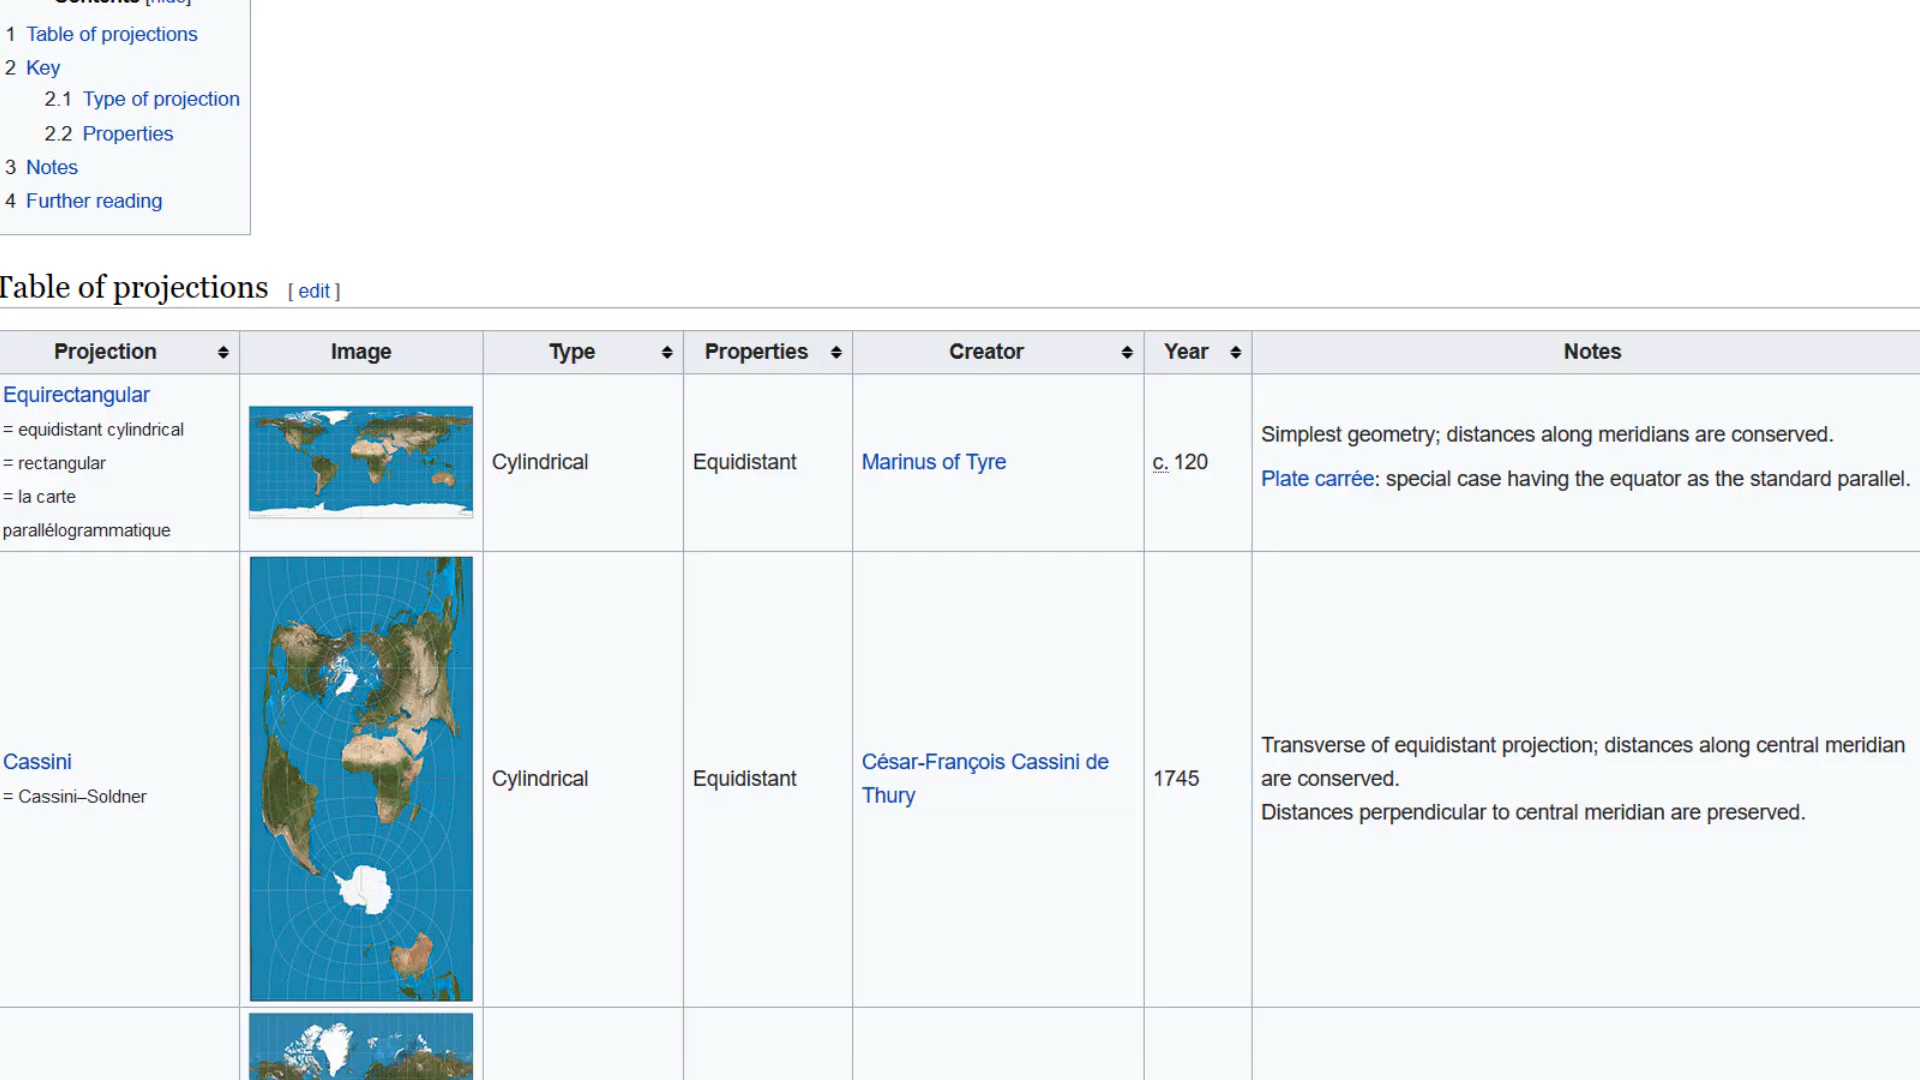 Contents [hide]
1 Table of projections
2 Key
2.1 Type of projection
2.2 Properties
3 Notes
4 Further reading
Table of projections [ edit ]
Projection Image Type Properties Creator Year Notes
Equirectangular
= equidistant cylindrical
= rectangular
= la carte
parallélogrammatique
Cylindrical
Equidistant
Marinus of Tyre
c. 120
Simplest geometry; distances along meridians are conserved.
Plate carrée: special case having the equator as the standard parallel.
Cassini
= Cassini–Soldner
Cylindrical
Equidistant
César-François Cassini de
Thury
1745
Transverse of equidistant projection; distances along central meridian
are conserved.
Distances perpendicular to central meridian are preserved.